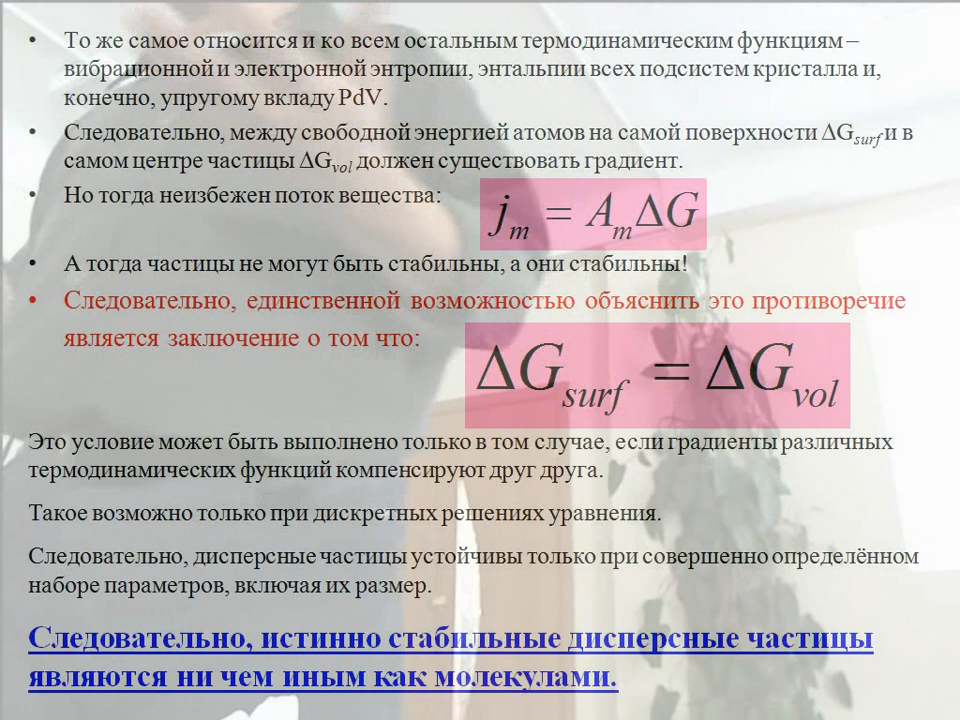 • То же самое относится и ко всем остальным термодинамическим функциям –
вибрационной и электронной энтропии, энтальпии всех подсистем кристалла и,
конечно, упругому вкладу PdV.
• Следовательно, между свободной энергией атомов на самой поверхности ΔGsurf и в
самом центре частицы ΔGvol должен существовать градиент.
• Но тогда неизбежен поток вещества:
jm = AmΔG
• А тогда частицы не могут быть стабильны, а они стабильны!
• Следовательно, единственной возможностью объяснить это противоречие
является заключение о том что:
ΔGsurf = ΔGvol
Это условие может быть выполнено только в том случае, если градиенты различных
термодинамических функций компенсируют друг друга.
Такое возможно только при дискретных решениях уравнения.
Следовательно, дисперсные частицы устойчивы только при совершенно определённом
наборе параметров, включая их размер.
Следовательно, истинно стабильные дисперсные частицы
являются ни чем иным как молекулами.